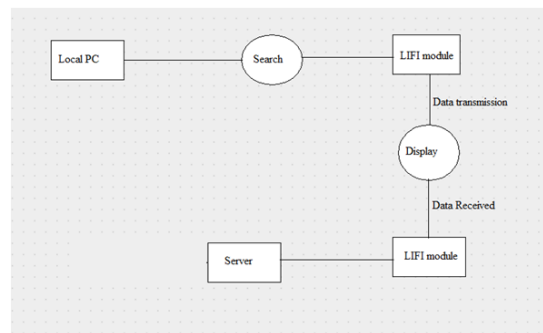 Local PC
Search
LIFI module
Data transmission
Display
Data Received
LIFI module
Server